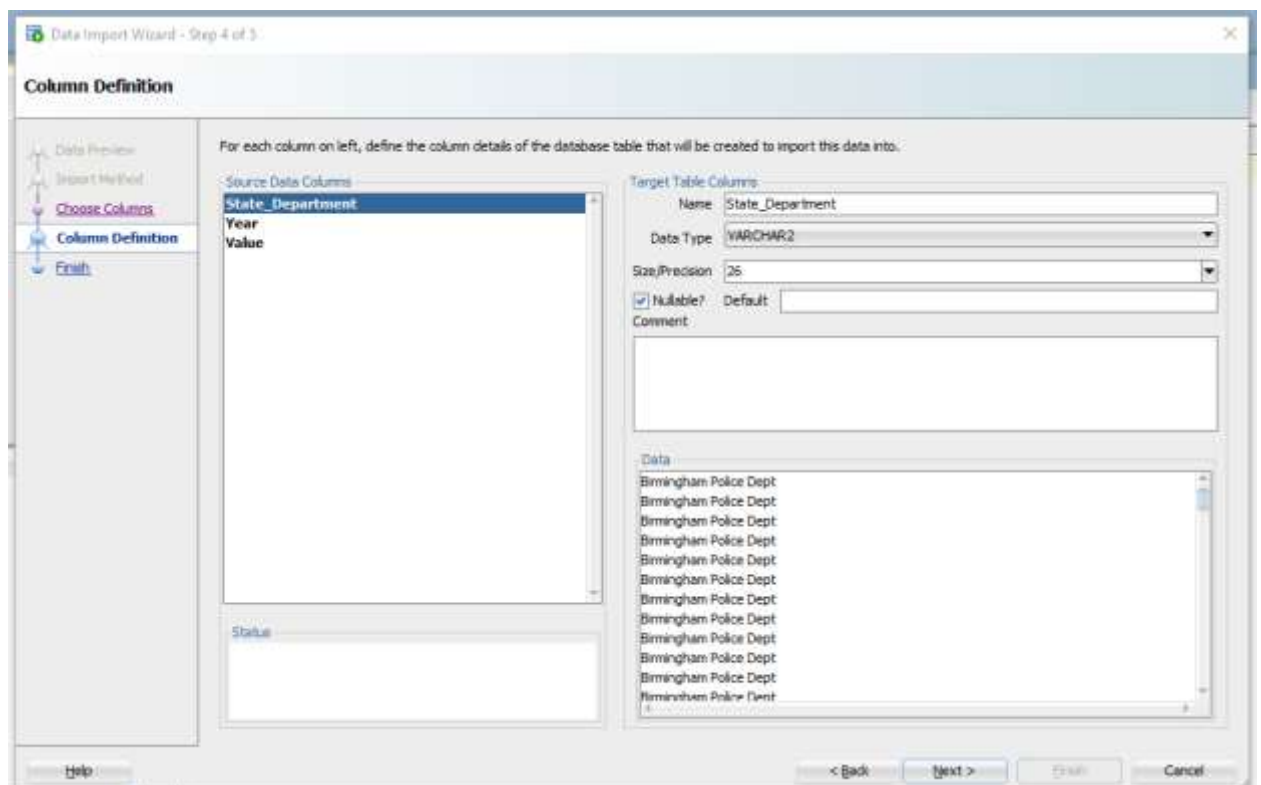 Data Import Wizard - Step 4 of 5
Column Definition
Data Preview
Import Method
Choose Columns
Column Definition
Finish
For each column on left, define the column details of the database table that will be created to import this data into.
Source Data Columns
State_Department
Year
Value
Status
Target Table Columns
Name State_Department
Data Type VARCHAR2
Size/Precision 26
Nullable? Default
Comment
Data
Birmingham Police Dept
Birmingham Police Dept
Birmingham Police Dept
Birmingham Police Dept
Birmingham Police Dept
Birmingham Police Dept
Birmingham Police Dept
Birmingham Police Dept
Birmingham Police Dept
Birmingham Police Dept
Birmingham Police Dept
Birmingham Police Dept
Help < Back Next > Finish Cancel